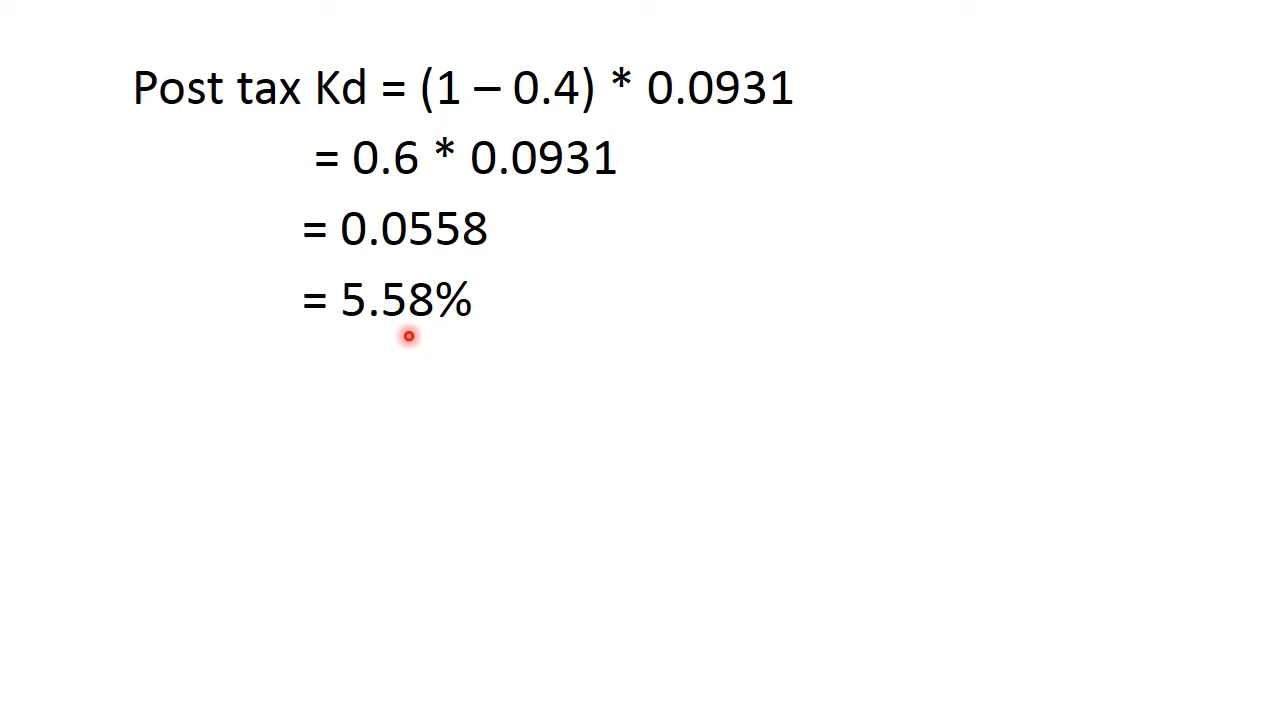 Post tax Kd = (1 – 0.4) * 0.0931
= 0.6 * 0.0931
= 0.0558
= 5.58%